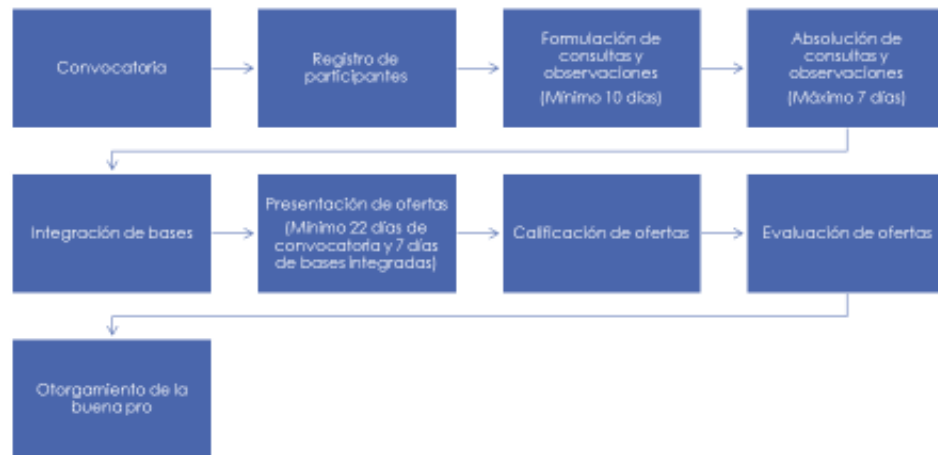 Convocatoria
Registro de
participantes
Formulación de
consultas y
observaciones
(Mínimo 10 días)
Absolución de
consultas y
observaciones
(Máximo 7 días)
Integración de bases
Presentación de ofertas
(Mínimo 22 días de
convocatoria y 7 días
de bases integradas)
Calificación de ofertas
Evaluación de ofertas
Otorgamiento de la
buena pro